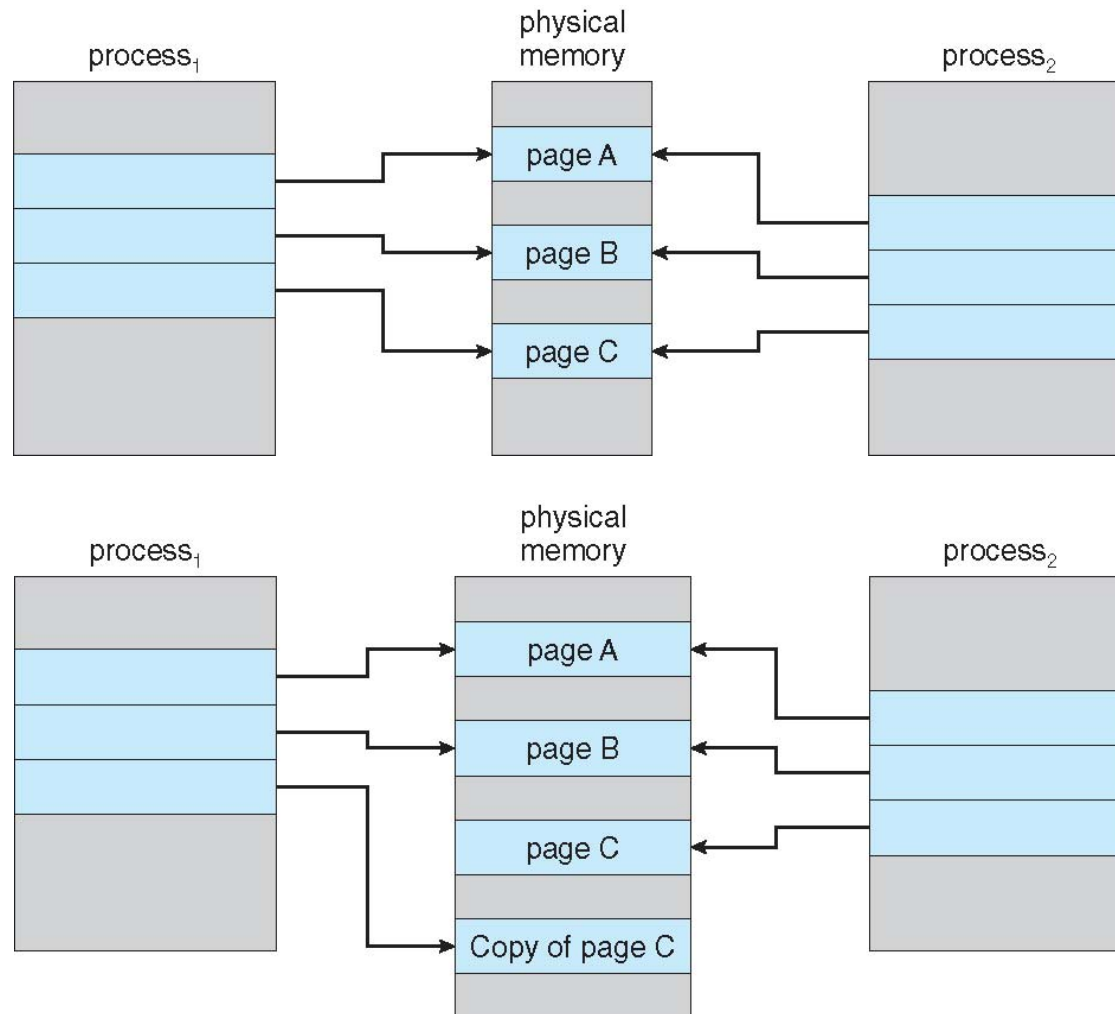 physical
memory
process₁
process₂
page A
page B
page C
physical
memory
process₁
process₂
page A
page B
page C
Copy of page C